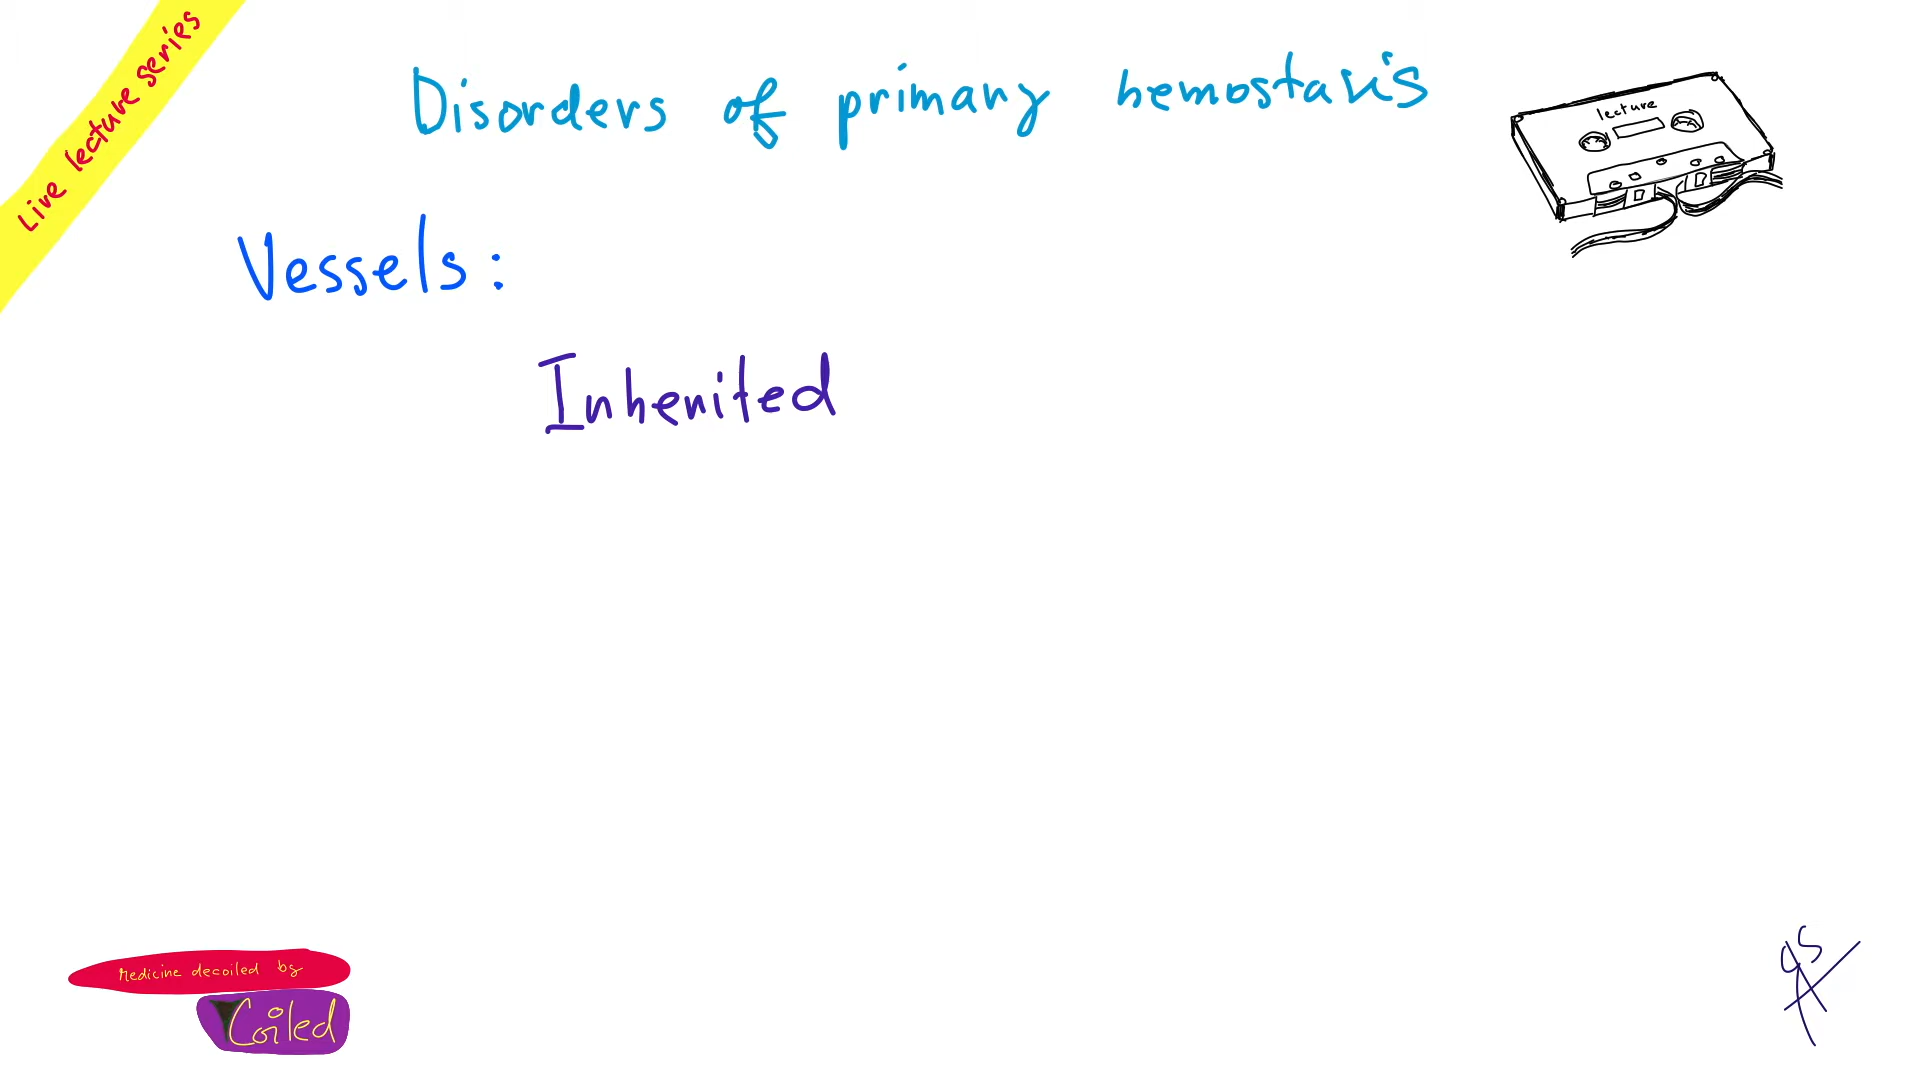 Live lecture series
Disorders of primary hemostasis
lecture
Vessels:
Inherited
Medicine decoiled by
Coiled